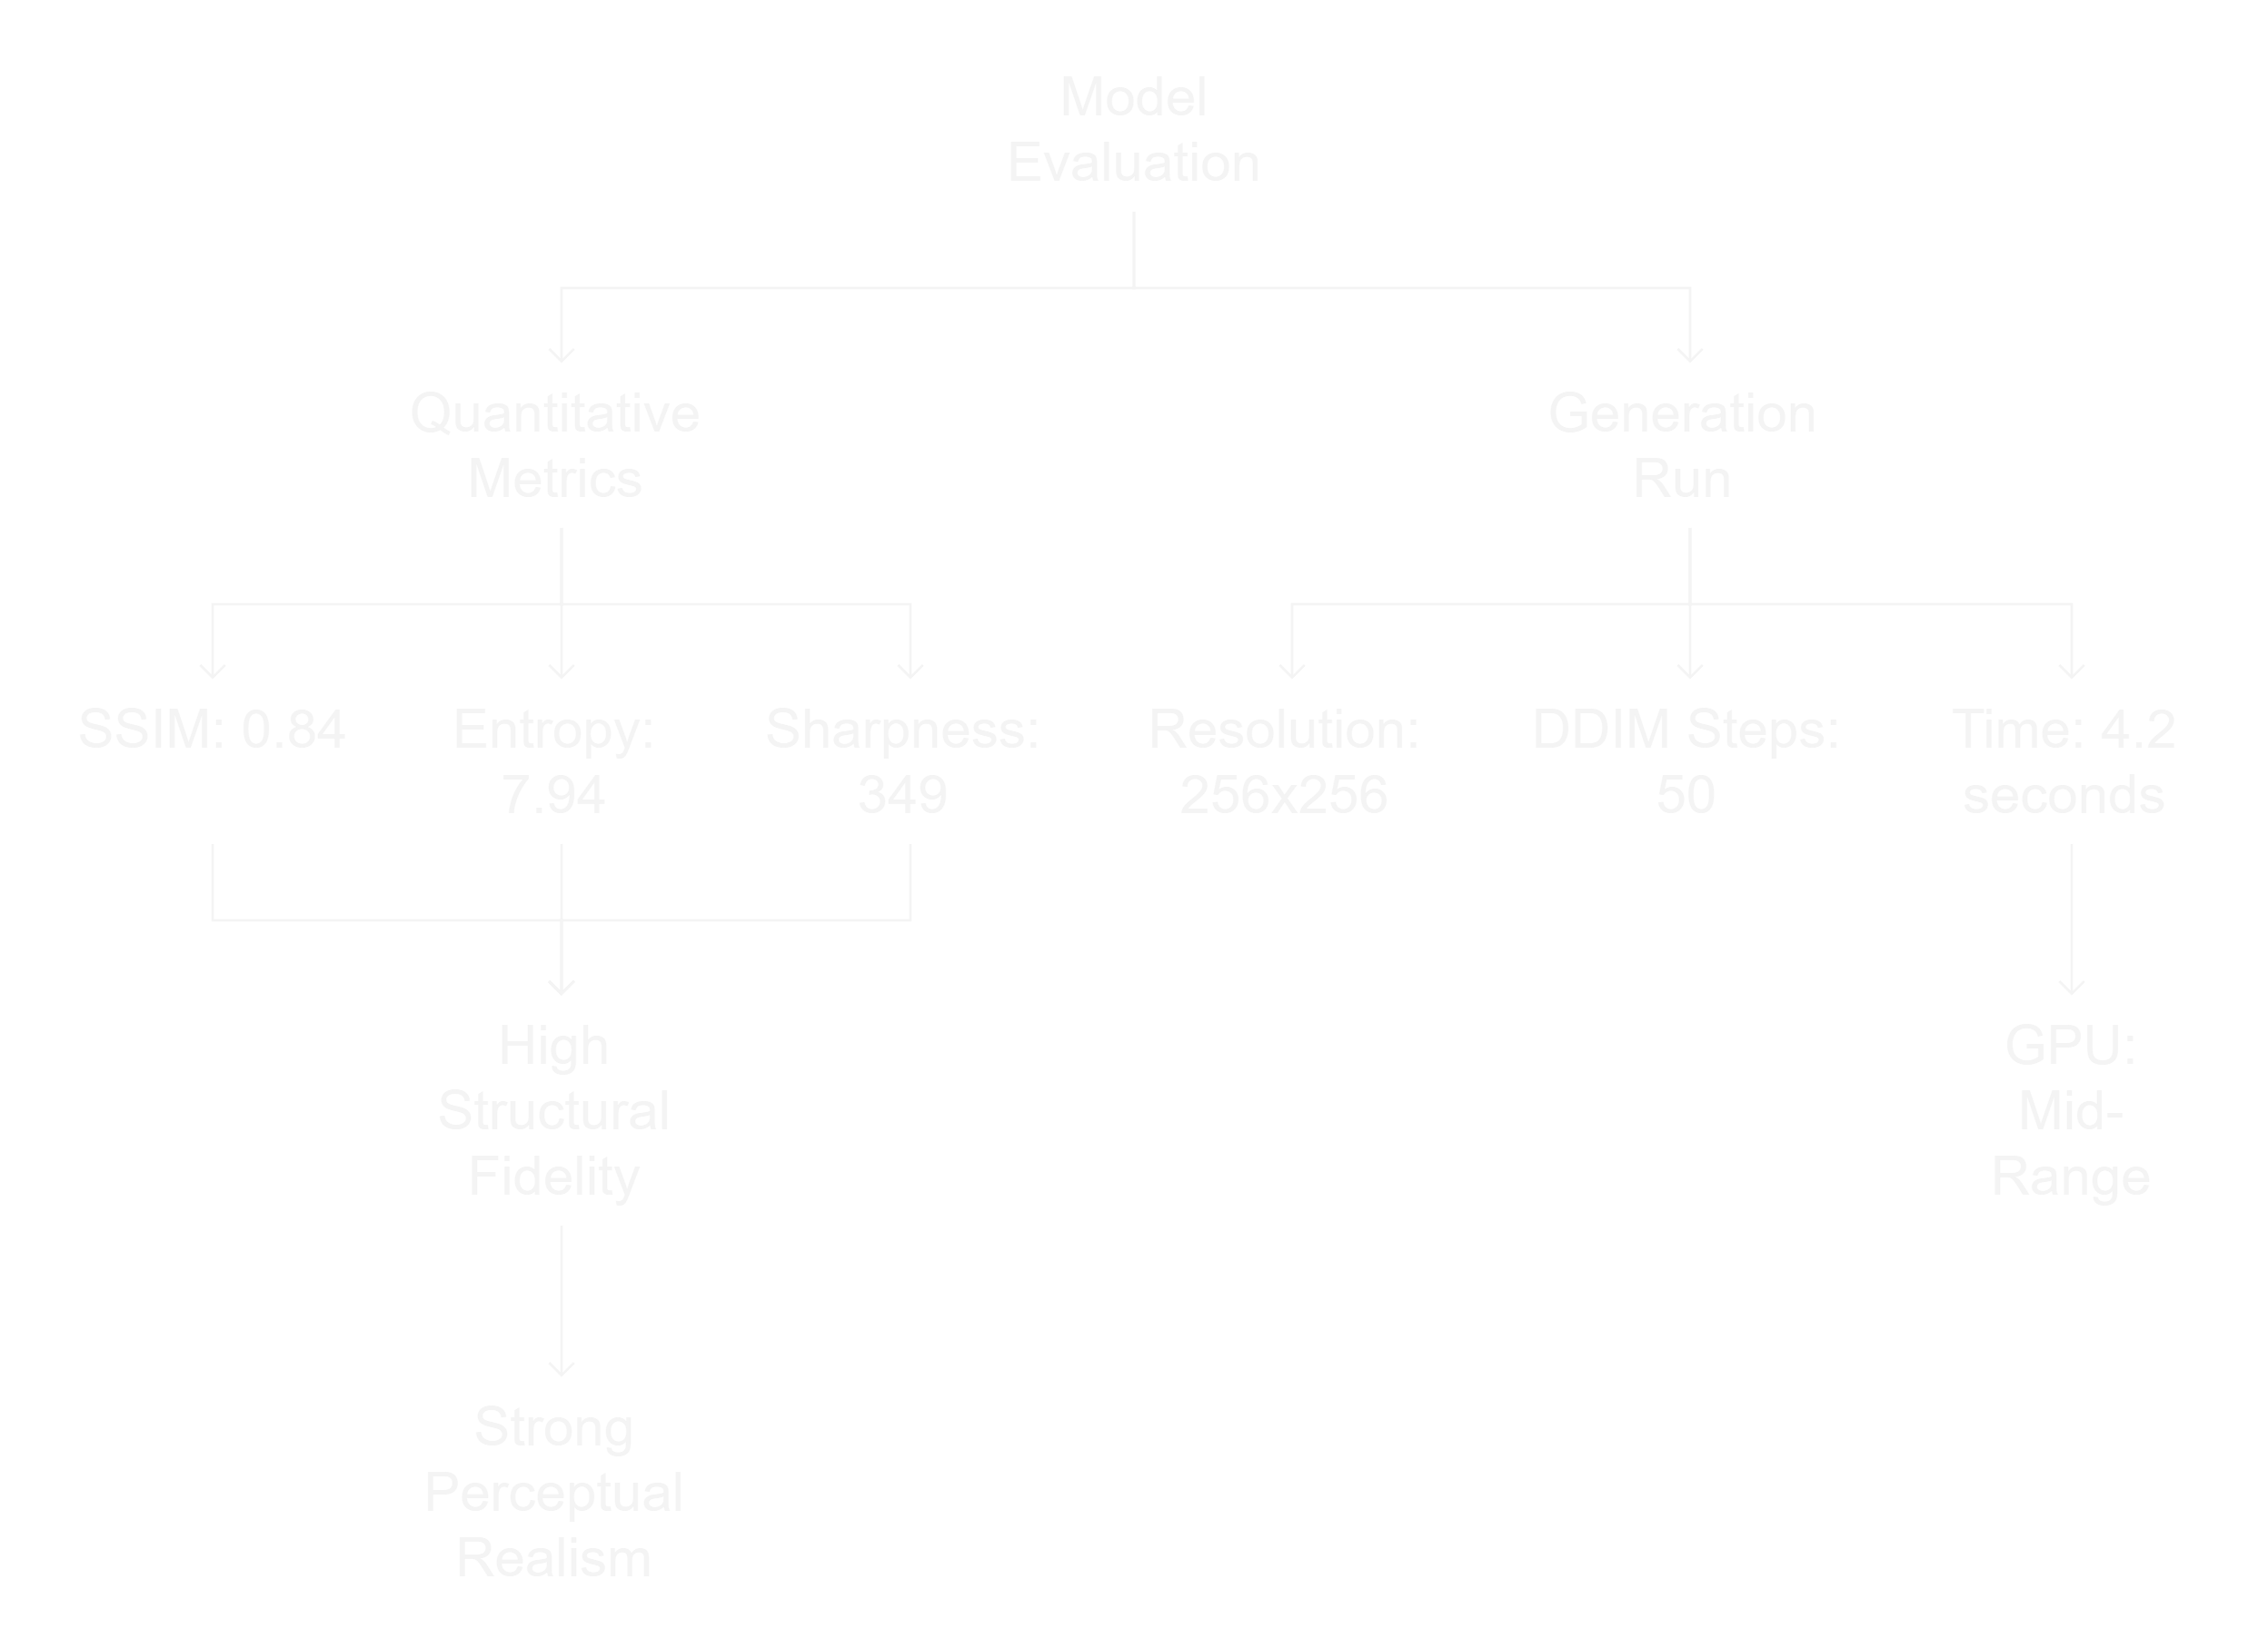 Model
Evaluation
Quantitative
Metrics
Generation
Run
SSIM: 0.84
Entropy:
7.94
Sharpness:
349
Resolution:
256x256
DDIM Steps:
50
Time: 4.2
seconds
High
Structural
Fidelity
GPU:
Mid-
Range
Strong
Perceptual
Realism